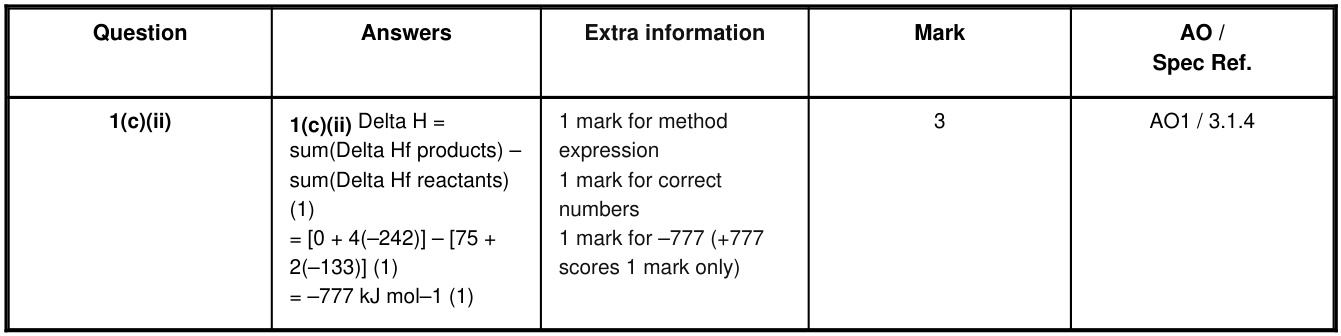 Question Answers Extra information Mark AO /
Spec Ref.
1(c)(ii)
1(c)(ii) Delta H =
sum(Delta Hf products) –
sum(Delta Hf reactants)
(1)
= [0 + 4(–242)] – [75 +
2(–133)] (1)
= –777 kJ mol–1 (1)
1 mark for method
expression
1 mark for correct
numbers
1 mark for –777 (+777
scores 1 mark only)
3
AO1 / 3.1.4